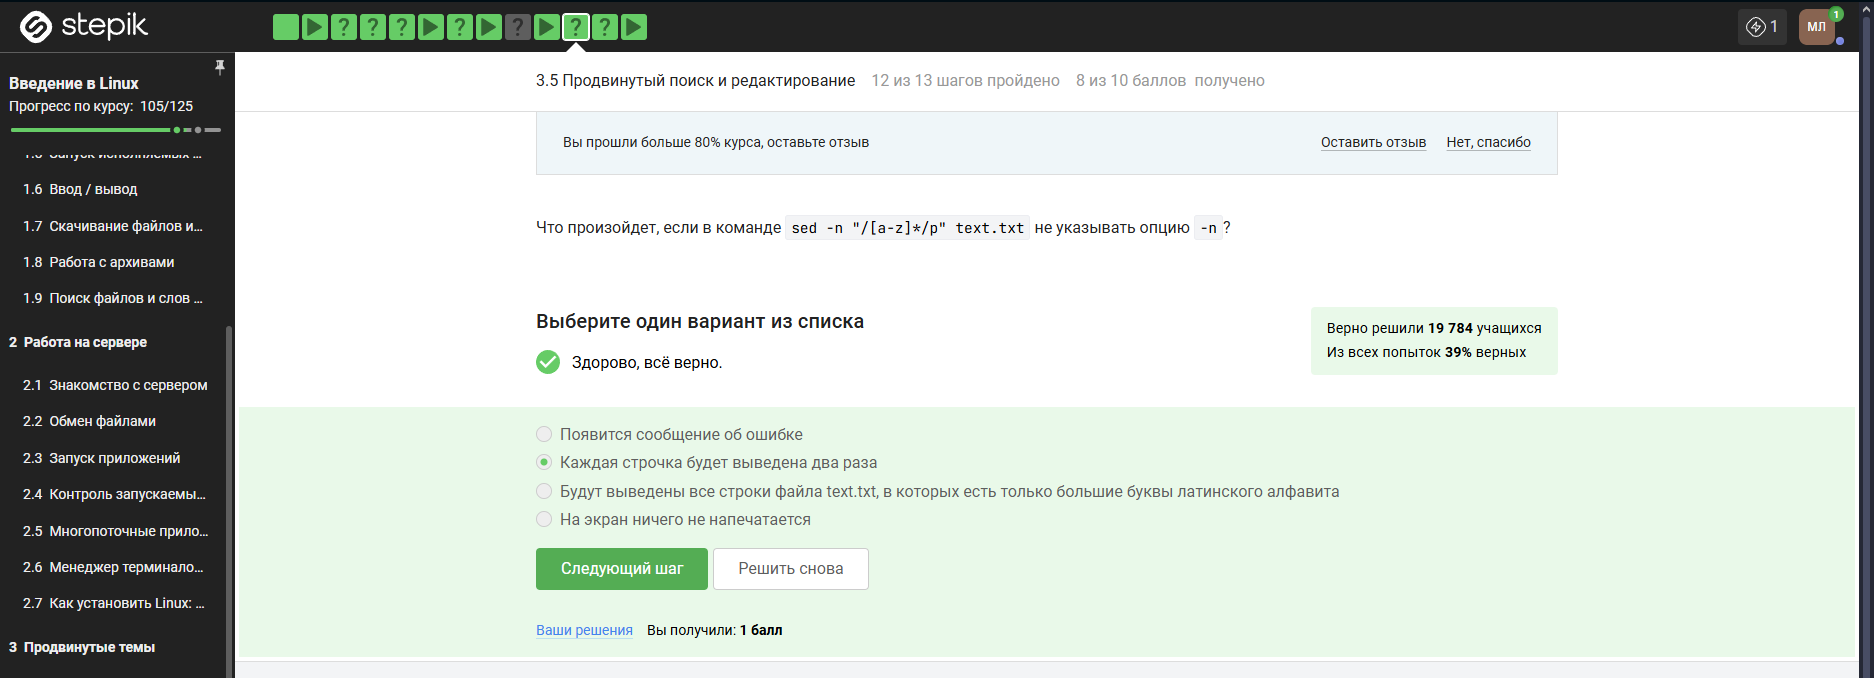 stepik
? ? ? ? ? ? ?
1
МЛ
1
Введение в Linux
Прогресс по курсу: 105/125
1.6 Ввод / вывод
1.7 Скачивание файлов и...
1.8 Работа с архивами
1.9 Поиск файлов и слов ...
2 Работа на сервере
2.1 Знакомство с сервером
2.2 Обмен файлами
2.3 Запуск приложений
2.4 Контроль запускаемы...
2.5 Многопоточные прило...
2.6 Менеджер терминало...
2.7 Как установить Linux: ...
3 Продвинутые темы
3.5 Продвинутый поиск и редактирование 12 из 13 шагов пройдено 8 из 10 баллов получено
Вы прошли больше 80% курса, оставьте отзыв Оставить отзыв Нет, спасибо
Что произойдет, если в команде sed -n "/[a-z]*/p" text.txt не указывать опцию -n?
Выберите один вариант из списка
Здорово, всё верно.
Верно решили 19 784 учащихся
Из всех попыток 39% верных
Появится сообщение об ошибке
Каждая строчка будет выведена два раза
Будут выведены все строки файла text.txt, в которых есть только большие буквы латинского алфавита
На экран ничего не напечатается
Следующий шаг Решить снова
Ваши решения Вы получили: 1 балл